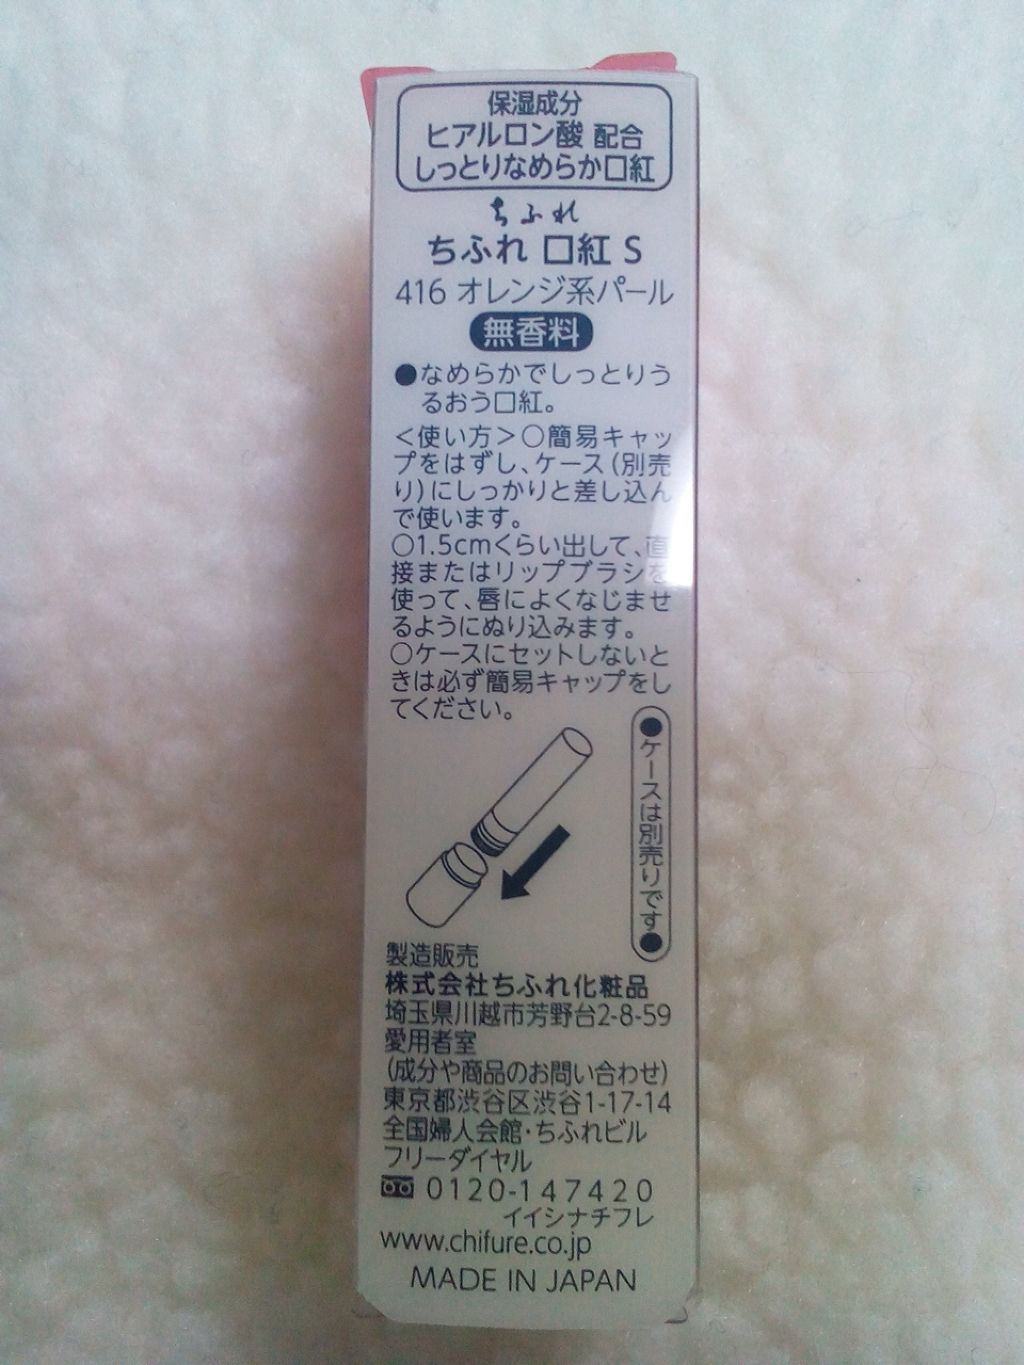 保湿成分
ヒアルロン酸 配合
しっとりなめらか口紅
ちふれ
ちふれ 口紅 S
416 オレンジ系パール
無香料
●なめらかでしっとりう
るおう口紅。
＜使い方＞○簡易キャッ
プをはずし、ケース(別売
り)にしっかりと差し込ん
で使います。
○1.5cmくらい出して、直
接またはリップブラシを
使って、唇によくなじませ
るようにぬり込みます。
○ケースにセットしないと
きは必ず簡易キャップをし
てください。
●ケースは別売りです●
製造販売
株式会社ちふれ化粧品
埼玉県川越市芳野台2-8-59
愛用者室
(成分や商品のお問い合わせ)
東京都渋谷区渋谷1-17-14
全国婦人会館・ちふれビル
フリーダイヤル
0120-147420
イイシナチフレ
www.chifure.co.jp
MADE IN JAPAN